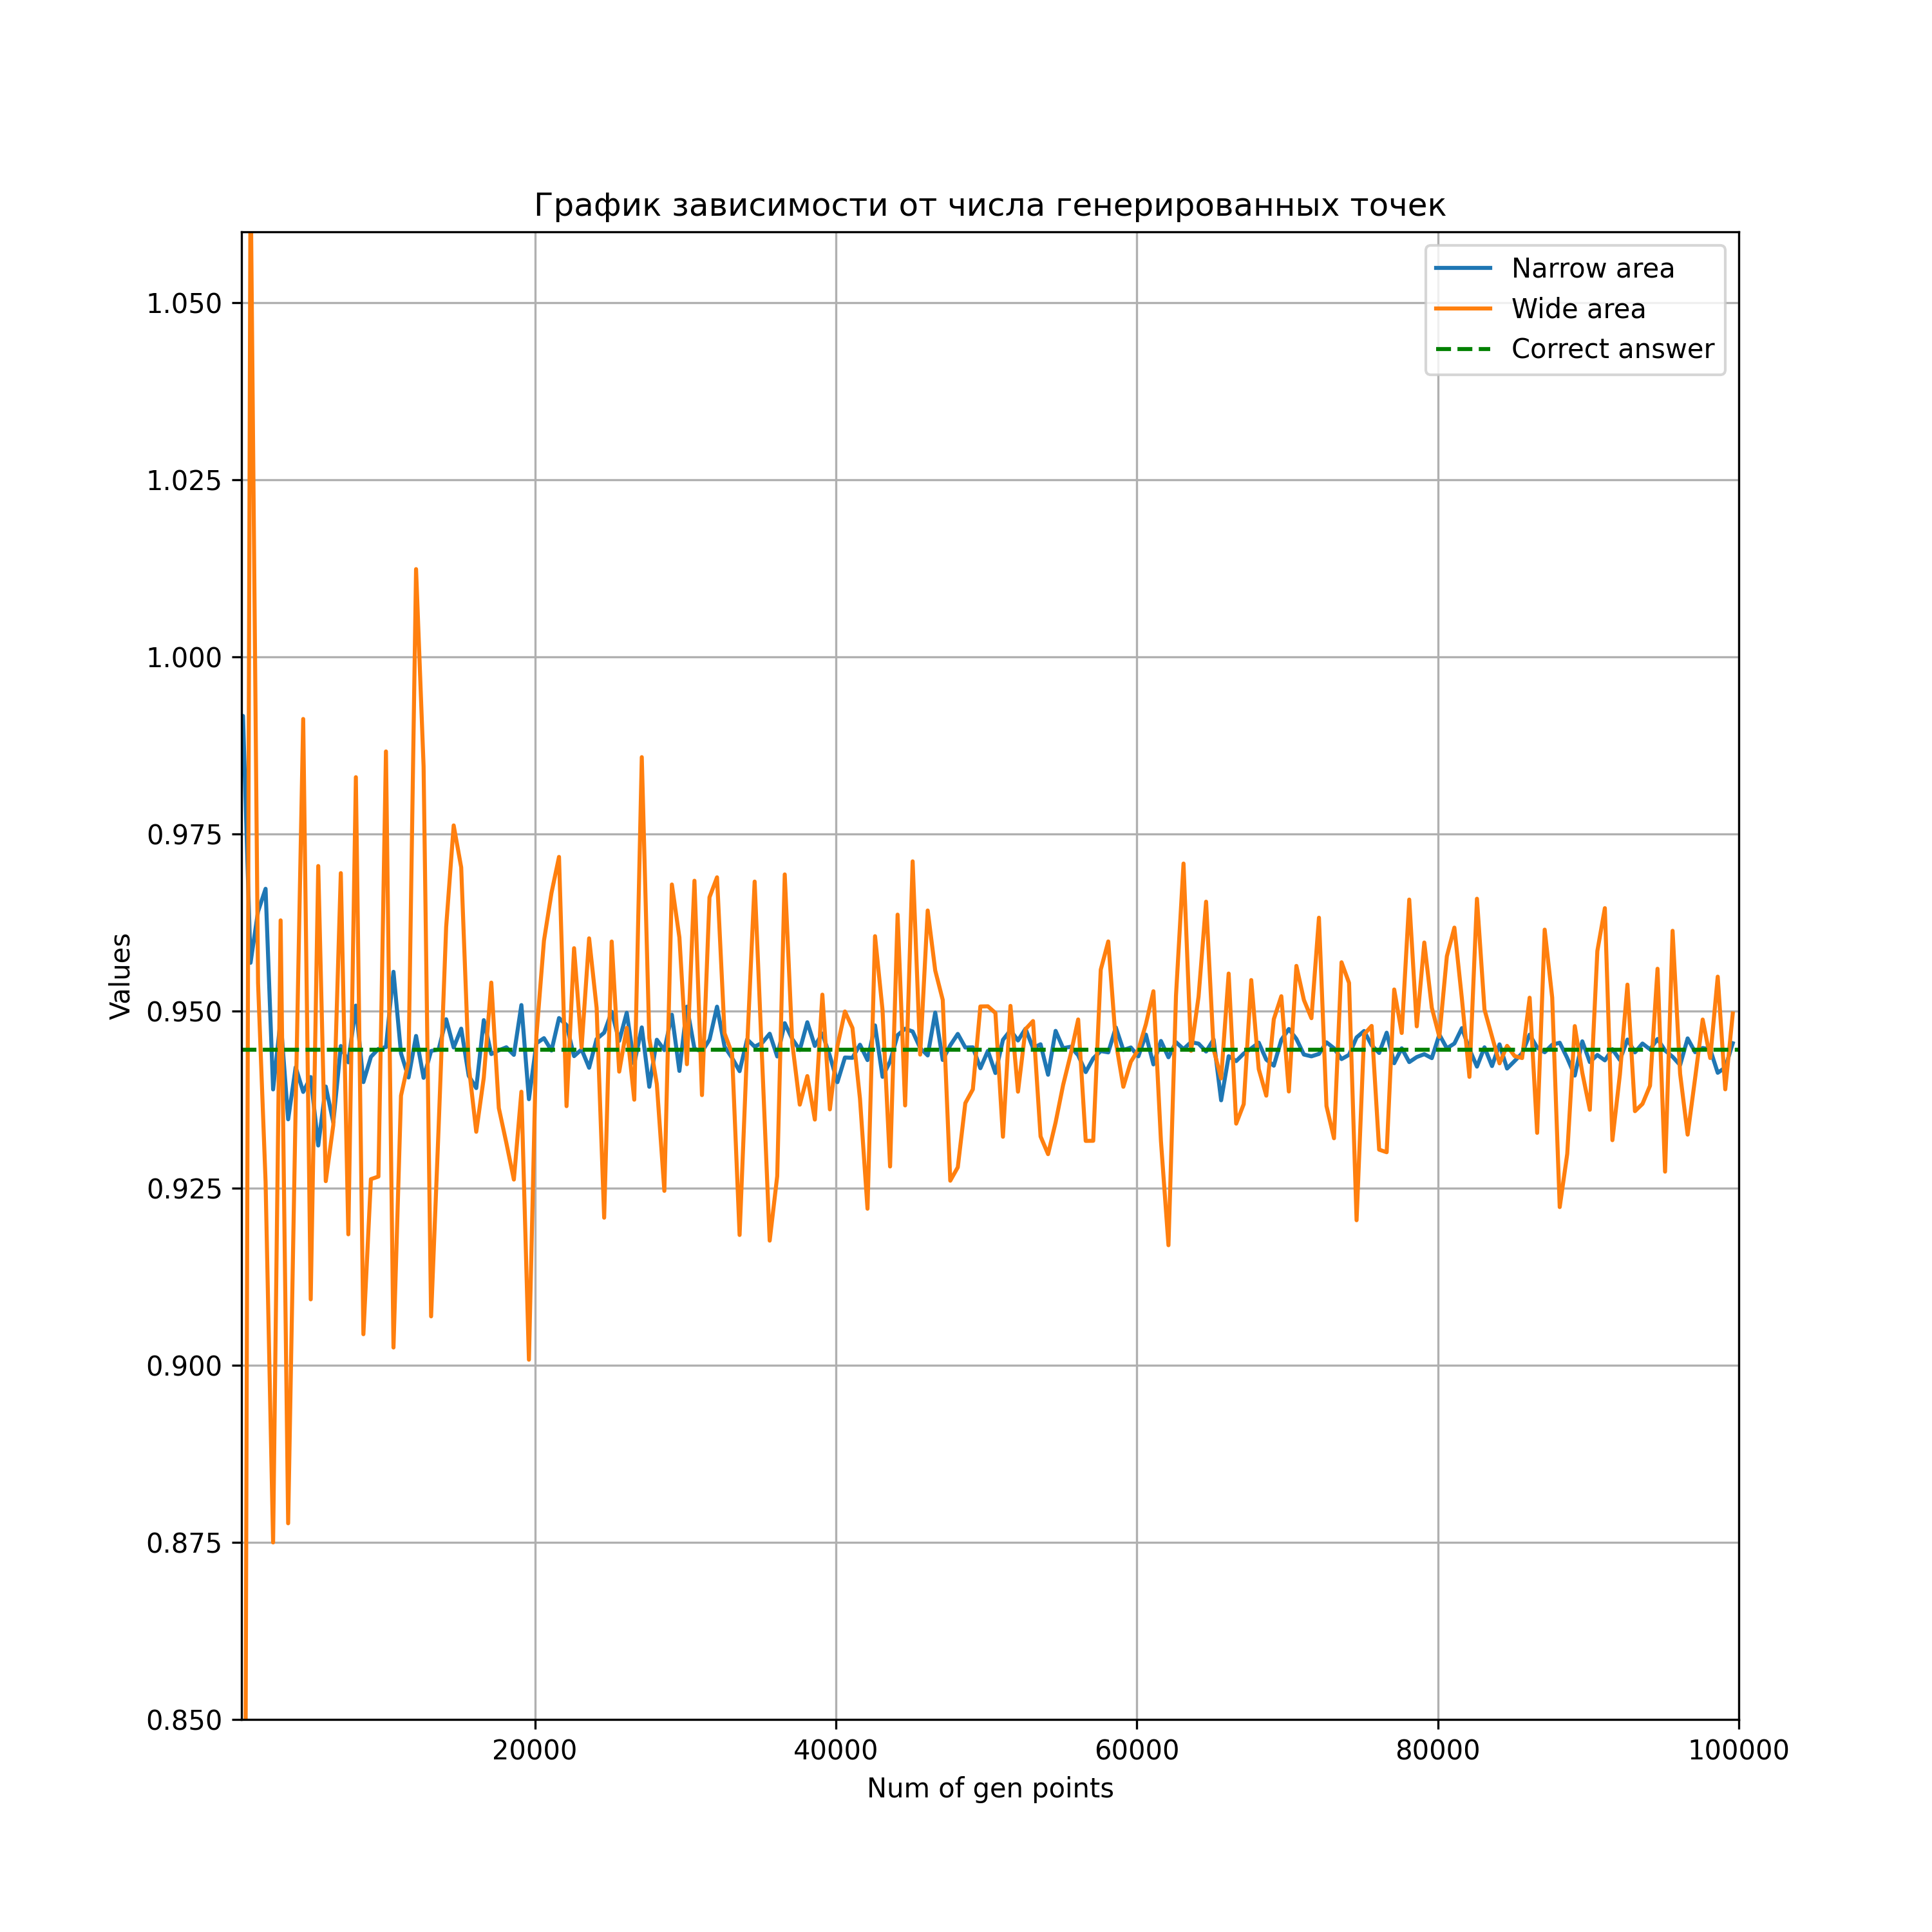 График зависимости от числа генерированных точек
Narrow area
Wide area
Correct answer
Values
1.050
1.025
1.000
0.975
0.950
0.925
0.900
0.875
0.850
20000
40000
60000
80000
100000
Num of gen points